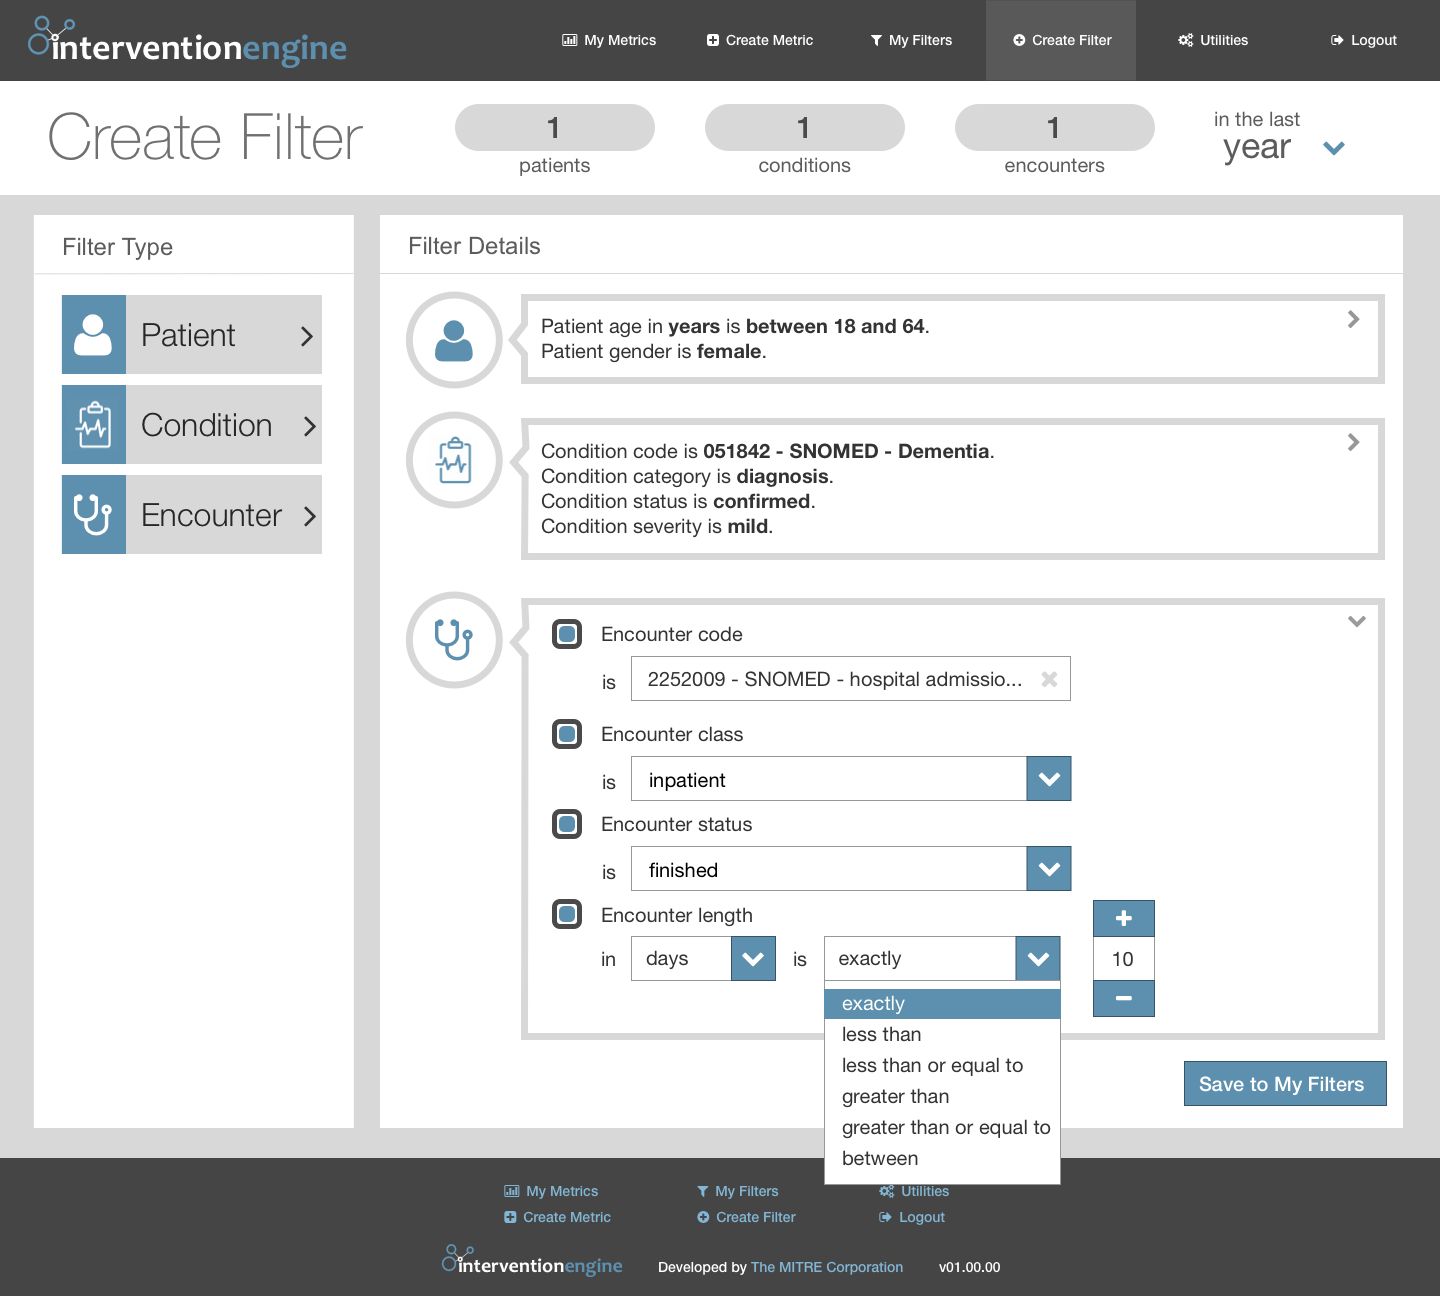 interventionengine
My Metrics
Create Metric
My Filters
Create Filter
Utilities
Logout
Create Filter
1
patients
1
conditions
1
encounters
in the last
year
Filter Type
Patient
Condition
Encounter
Filter Details
Patient age in years is between 18 and 64.
Patient gender is female.
Condition code is 051842 - SNOMED - Dementia.
Condition category is diagnosis.
Condition status is confirmed.
Condition severity is mild.
Encounter code
is 2252009 - SNOMED - hospital admissio...
Encounter class
is inpatient
Encounter status
is finished
Encounter length
in days is exactly 10
exactly
less than
less than or equal to
greater than
greater than or equal to
between
Save to My Filters
My Metrics
My Filters
Utilities
Create Metric
Create Filter
Logout
interventionengine
Developed by The MITRE Corporation
v01.00.00